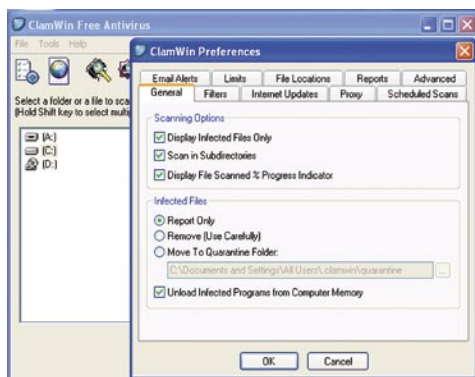 ClamWin Free Antivirus
File Tools Help
Select a folder or a file to sca
(Hold Shift key to select multip
(A:)
(C:)
(D:)
ClamWin Preferences
Email Alerts Limits File Locations Reports Advanced
General Filters Internet Updates Proxy Scheduled Scans
Scanning Options
Display Infected Files Only
Scan in Subdirectories
Display File Scanned % Progress Indicator
Infected Files
Report Only
Remove (Use Carefully)
Move To Quarantine Folder:
C:\Documents and Settings\All Users\.clamwin\quarantine
...
Unload Infected Programs from Computer Memory
OK Cancel